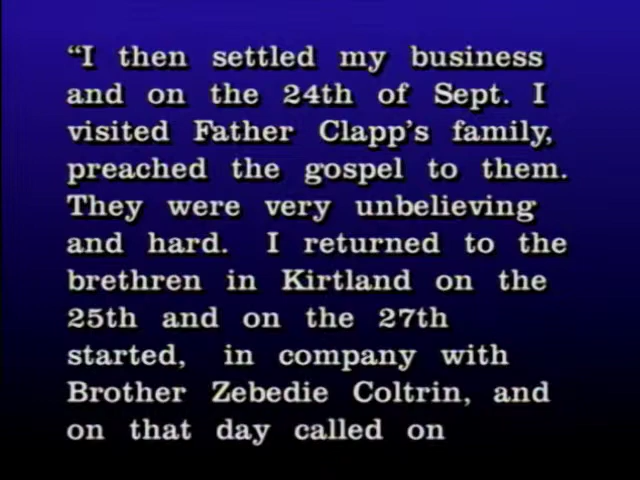 “I then settled my business
and on the 24th of Sept. I
visited Father Clapp’s family,
preached the gospel to them.
They were very unbelieving
and hard. I returned to the
brethren in Kirtland on the
25th and on the 27th
started, in company with
Brother Zebedie Coltrin, and
on that day called on